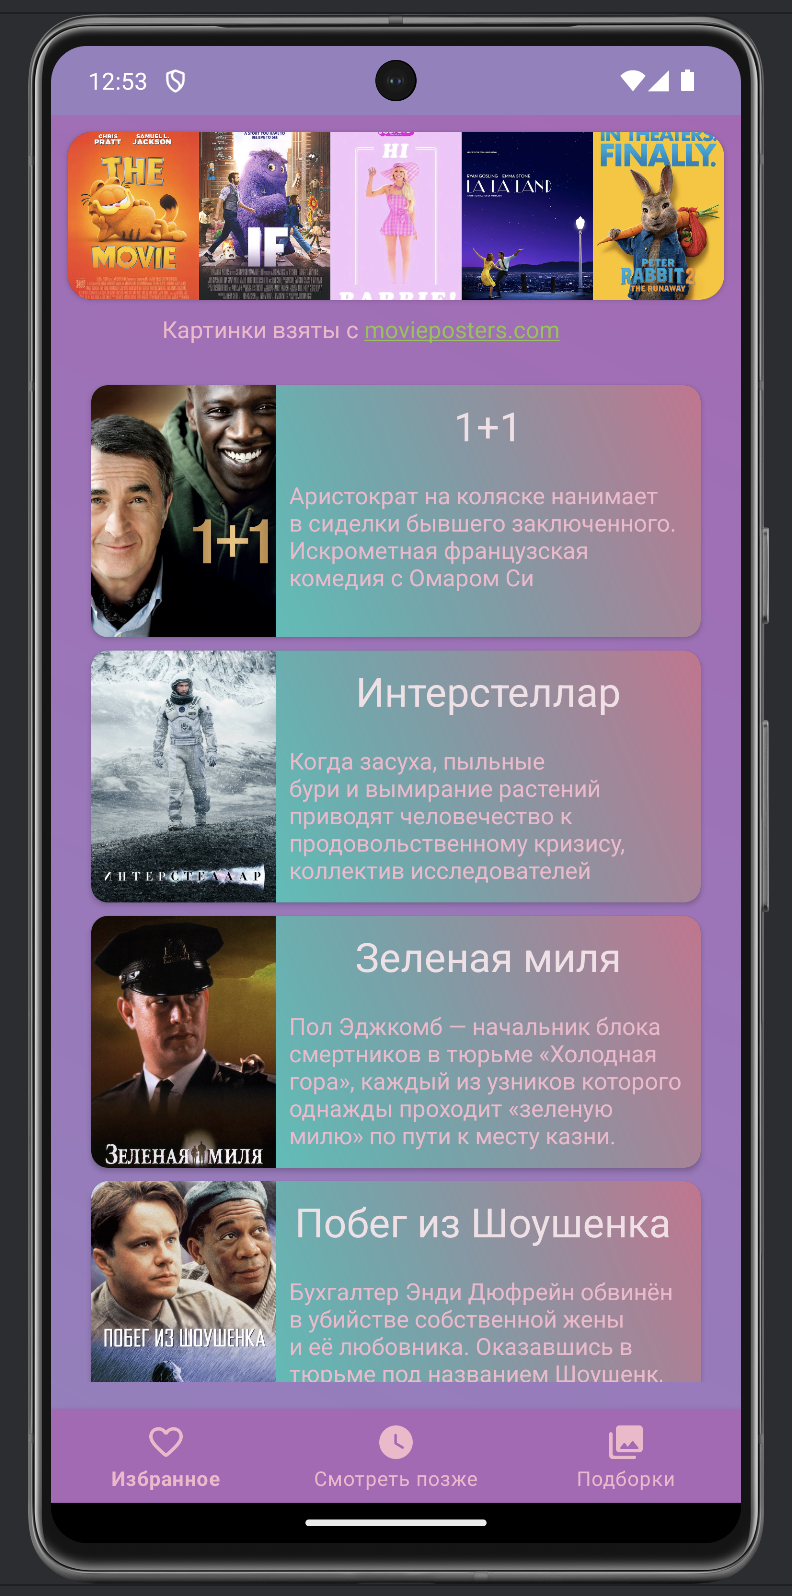 12:53
CHRIS PRATT SAMUEL L. JACKSON
THE
MOVIE
IF
HI
BARBIE!
RYAN GOSLING EMMA STONE
LA LA LAND
IN THEATERS.
FINALLY.
PETER
RABBIT 2
THE RUNAWAY
Картинки взяты с movieposters.com
1+1
1+1
Аристократ на коляске нанимает
в сиделки бывшего заключенного.
Искрометная французская
комедия с Омаром Си
ИНТЕРСТЕЛЛАР
Интерстеллар
Когда засуха, пыльные
бури и вымирание растений
приводят человечество к
продовольственному кризису,
коллектив исследователей
ЗЕЛЕНАЯ МИЛЯ
Зеленая миля
Пол Эджкомб — начальник блока
смертников в тюрьме «Холодная
гора», каждый из узников которого
однажды проходит «зеленую
милю» по пути к месту казни.
ПОБЕГ ИЗ ШОУШЕНКА
Побег из Шоушенка
Бухгалтер Энди Дюфрейн обвинён
в убийстве собственной жены
и её любовника. Оказавшись в
тюрьме под названием Шоушенк,
Избранное
Смотреть позже
Подборки